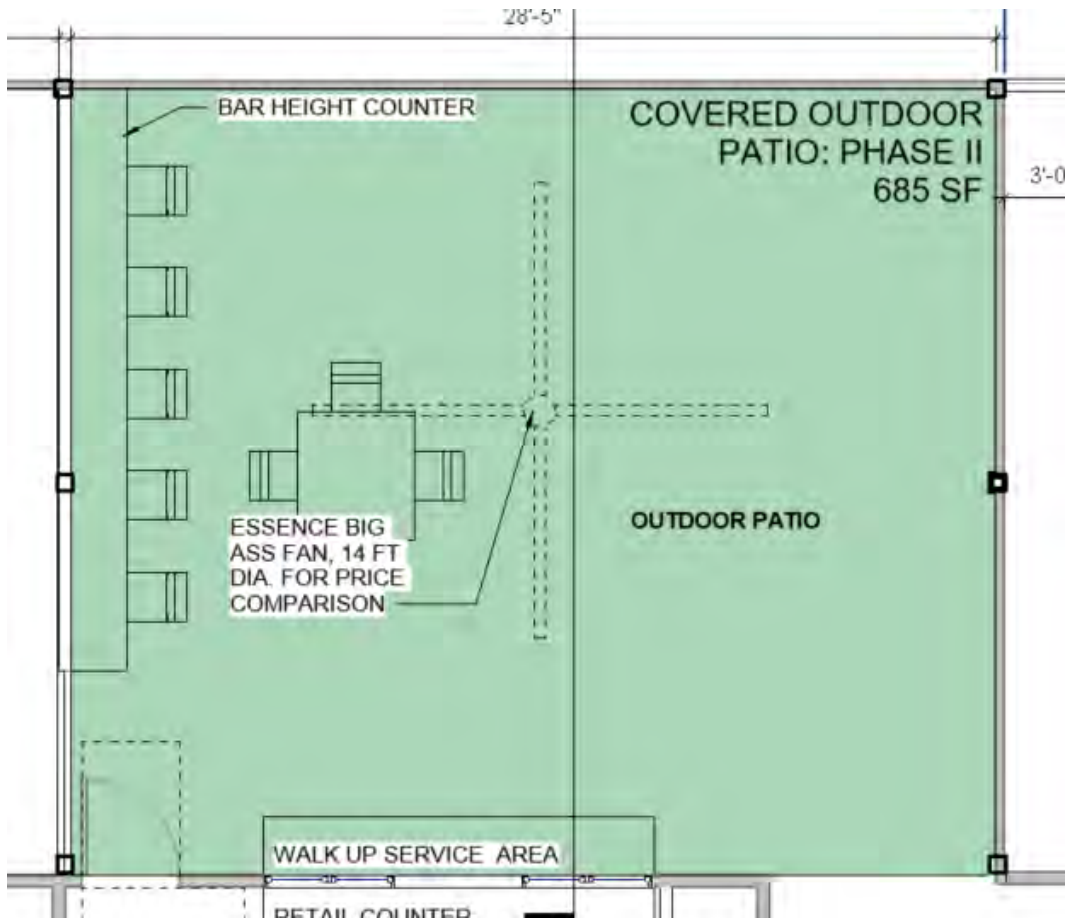 28'-5"
BAR HEIGHT COUNTER
COVERED OUTDOOR
PATIO: PHASE II
685 SF
3'-0
OUTDOOR PATIO
ESSENCE BIG
ASS FAN, 14 FT
DIA. FOR PRICE
COMPARISON
WALK UP SERVICE AREA
RETAIL COUNTER